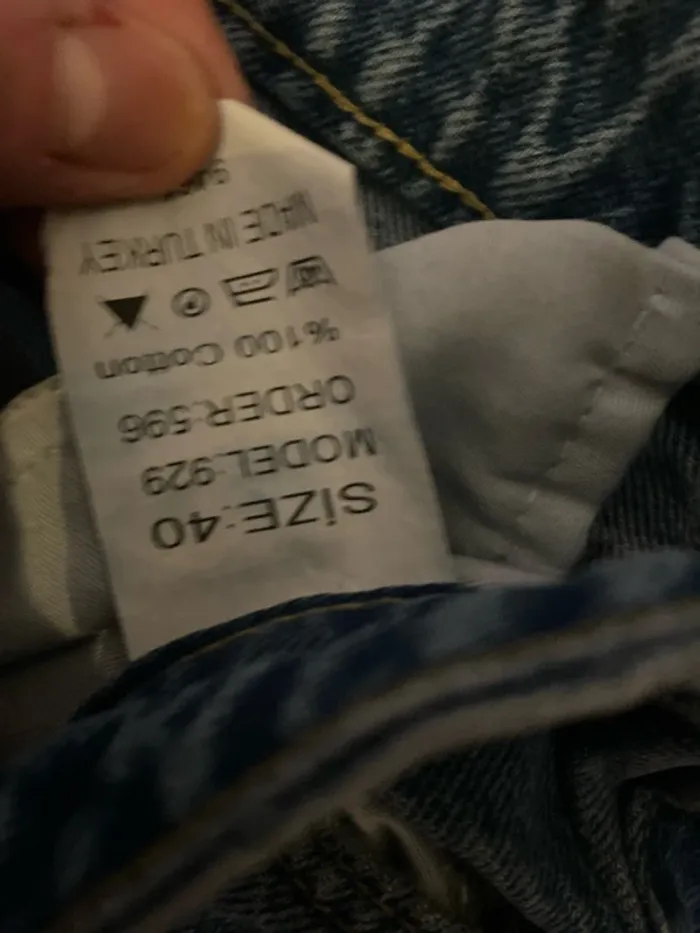 SİZE:40
MODEL:929
ORDER:596
%100 Cotton
MADE IN TURKEY